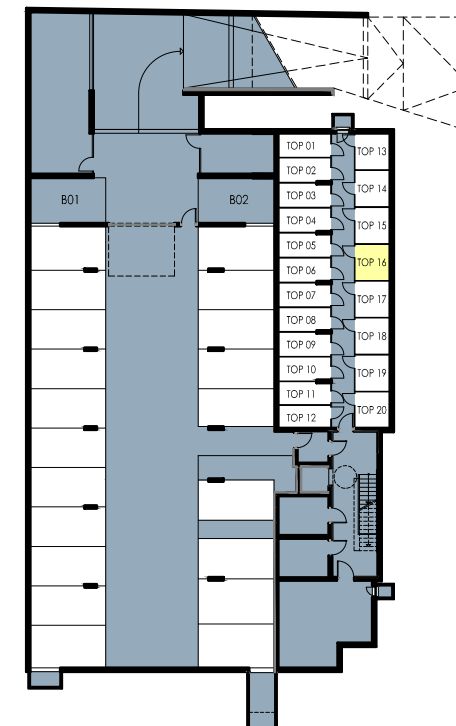 B01
B02
TOP 01
TOP 02
TOP 03
TOP 04
TOP 05
TOP 06
TOP 07
TOP 08
TOP 09
TOP 10
TOP 11
TOP 12
TOP 13
TOP 14
TOP 15
TOP 16
TOP 17
TOP 18
TOP 19
TOP 20